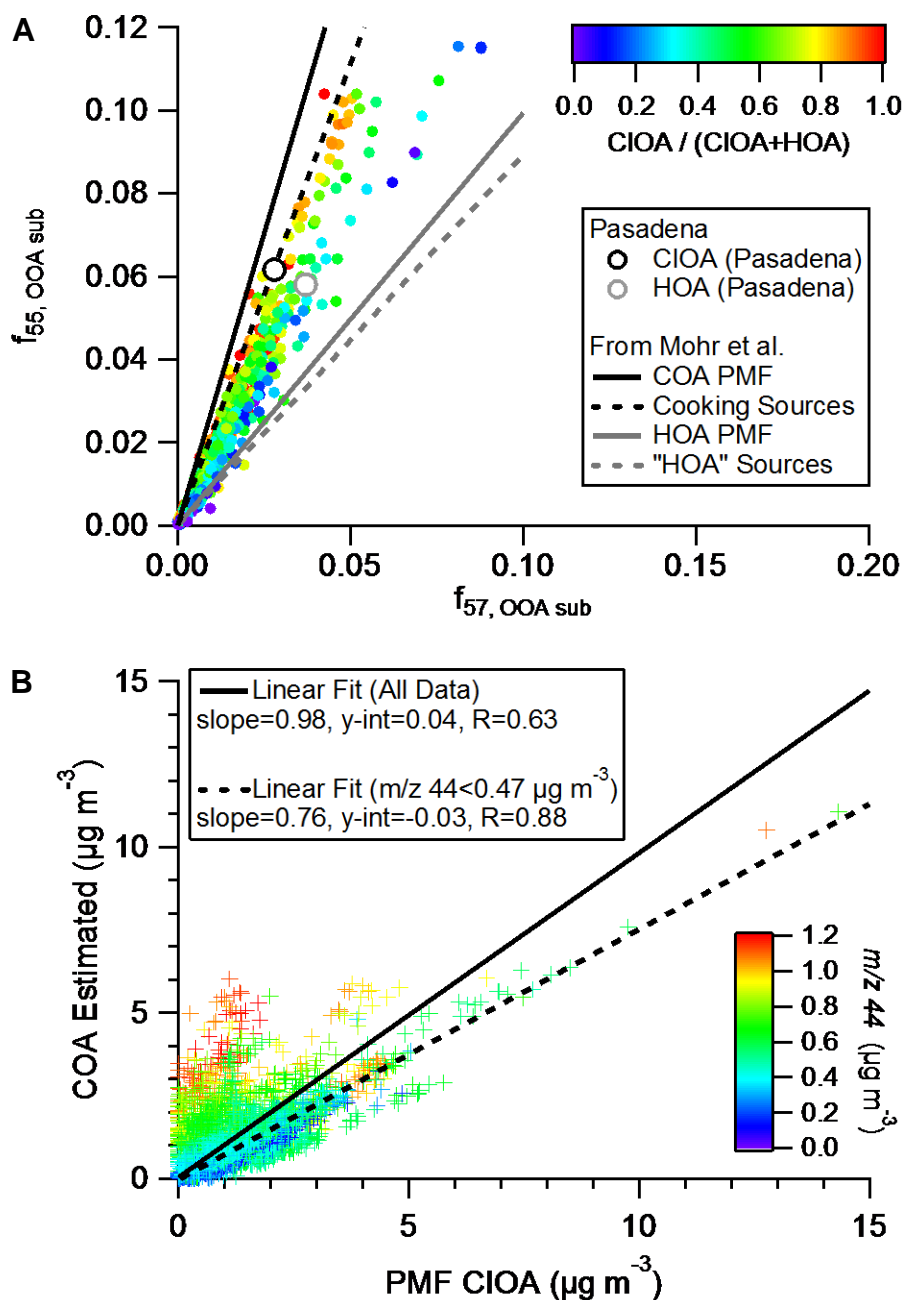 A
0.12
0.10
0.08
0.06
0.04
0.02
0.00
f55, OOA sub
0.00 0.05 0.10 0.15 0.20
f57, OOA sub
0.0 0.2 0.4 0.6 0.8 1.0
CIOA / (CIOA+HOA)
Pasadena
CIOA (Pasadena)
HOA (Pasadena)
From Mohr et al.
COA PMF
Cooking Sources
HOA PMF
"HOA" Sources
B
15
10
5
0
COA Estimated (µg m⁻³)
Linear Fit (All Data)
slope=0.98, y-int=0.04, R=0.63
Linear Fit (m/z 44<0.47 µg m⁻³)
slope=0.76, y-int=-0.03, R=0.88
1.2
1.0
0.8
0.6
0.4
0.2
0.0
m/z 44 (µg m⁻³)
0 5 10 15
PMF CIOA (µg m⁻³)